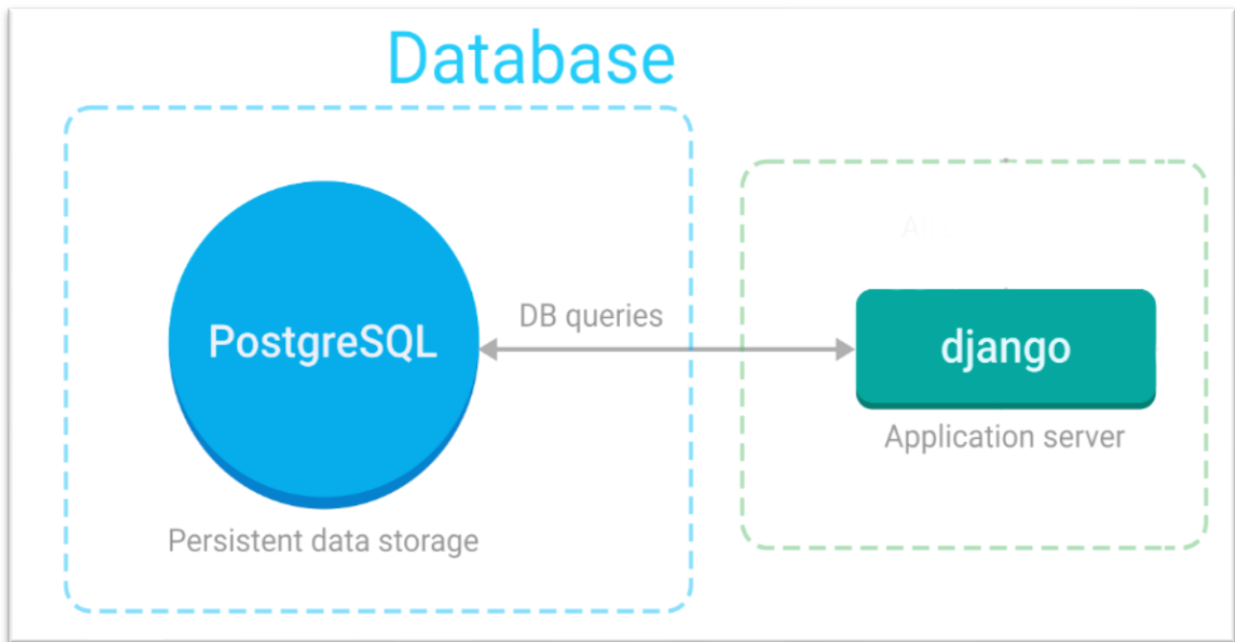 Database
PostgreSQL
DB queries
django
Application server
Persistent data storage